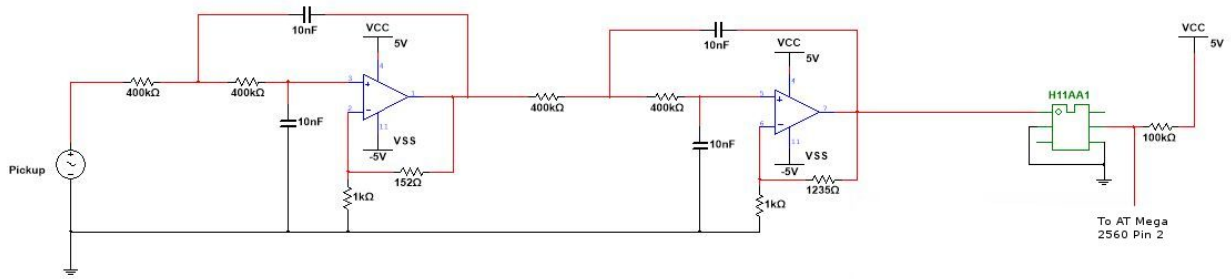 10nF
VCC
5V
400kΩ
400kΩ
3
2
4
1
11
10nF
VSS
-5V
152Ω
1kΩ
Pickup
10nF
VCC
5V
400kΩ
400kΩ
5
6
4
7
11
10nF
VSS
-5V
1235Ω
1kΩ
H11AA1
VCC
5V
100kΩ
To AT Mega
2560 Pin 2